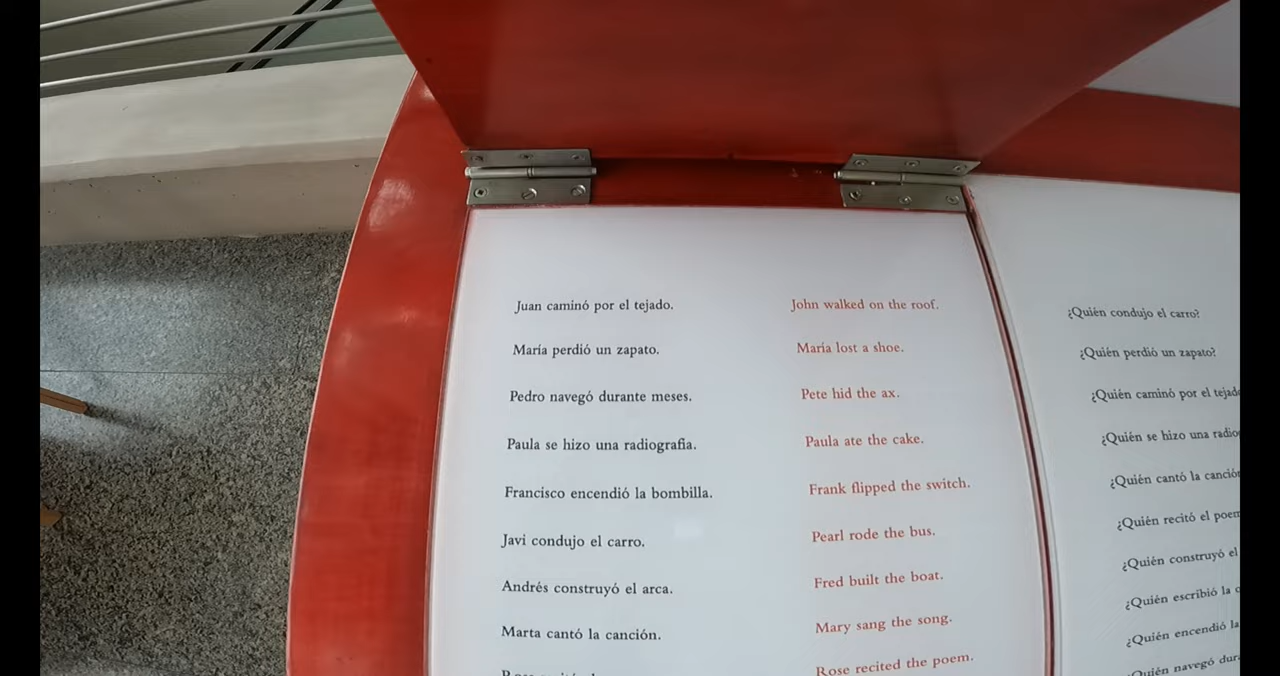 Juan caminó por el tejado.
María perdió un zapato.
Pedro navegó durante meses.
Paula se hizo una radiografía.
Francisco encendió la bombilla.
Javi condujo el carro.
Andrés construyó el arca.
Marta cantó la canción.
John walked on the roof.
Maria lost a shoe.
Pete hid the ax.
Paula ate the cake.
Frank flipped the switch.
Pearl rode the bus.
Fred built the boat.
Mary sang the song.
Rose recited the poem.
¿Quién condujo el carro?
¿Quién perdió un zapato?
¿Quién caminó por el
¿Quién se hizo una
¿Quién cantó la
¿Quién recitó el
¿Quién construyó el
¿Quién escribió la
¿Quién encendió la
¿Quién navegó